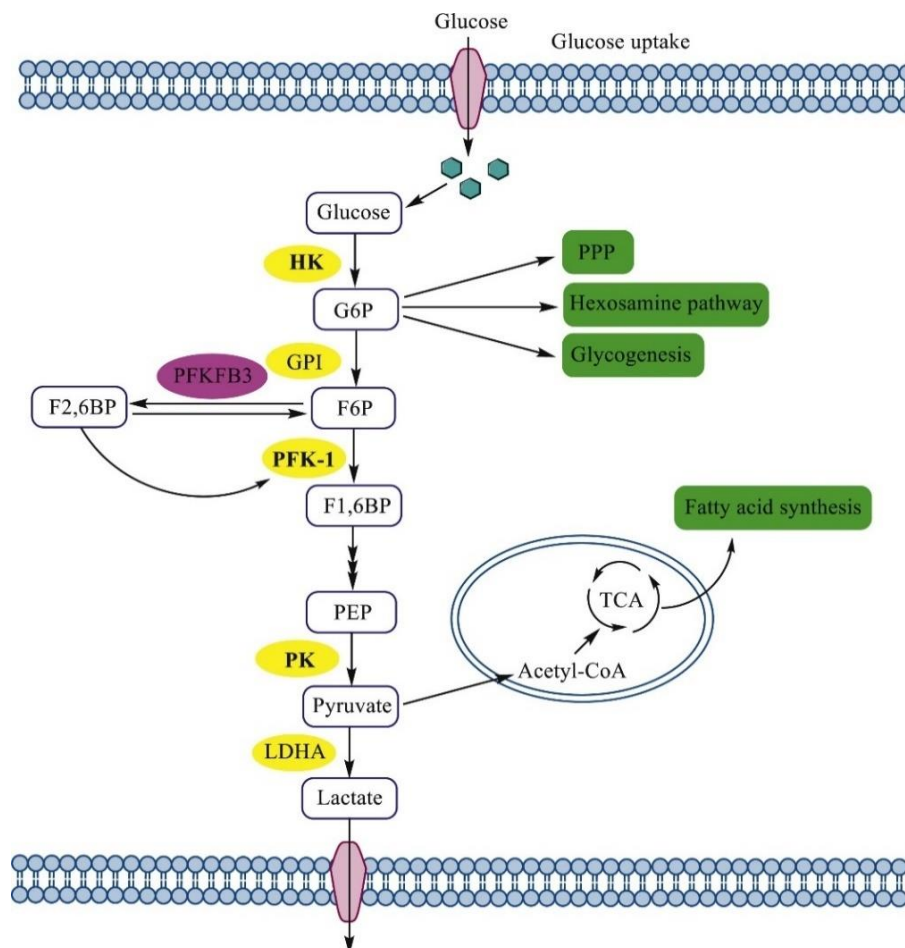 Glucose
Glucose uptake
Glucose
HK
PPP
G6P
Hexosamine pathway
GPI
Glycogenesis
PFKFB3
F2,6BP
F6P
PFK-1
F1,6BP
Fatty acid synthesis
TCA
PEP
PK
Acetyl-CoA
Pyruvate
LDHA
Lactate